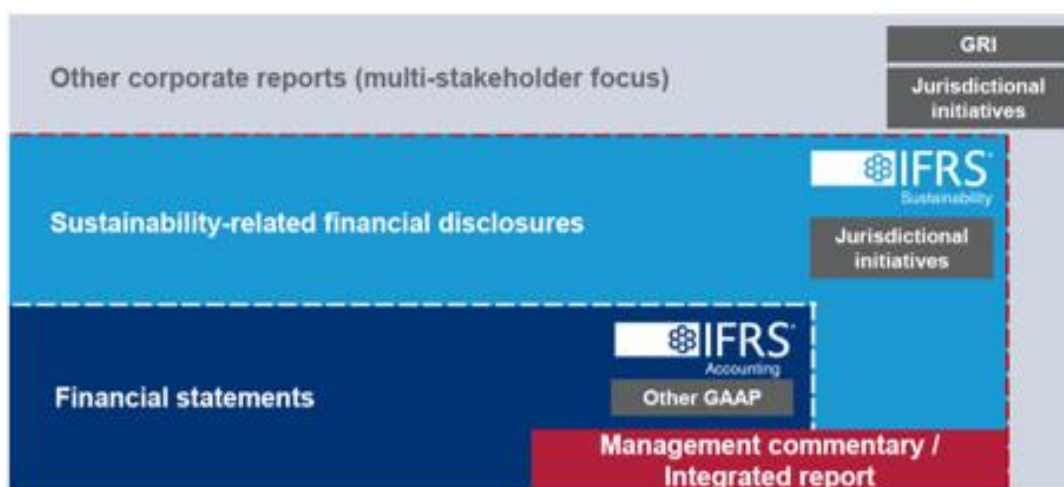 GRI
Other corporate reports (multi-stakeholder focus)
Jurisdictional
initiatives
IFRS®
Sustainability
Sustainability-related financial disclosures
Jurisdictional
initiatives
IFRS®
Accounting
Financial statements
Other GAAP
Management commentary /
Integrated report